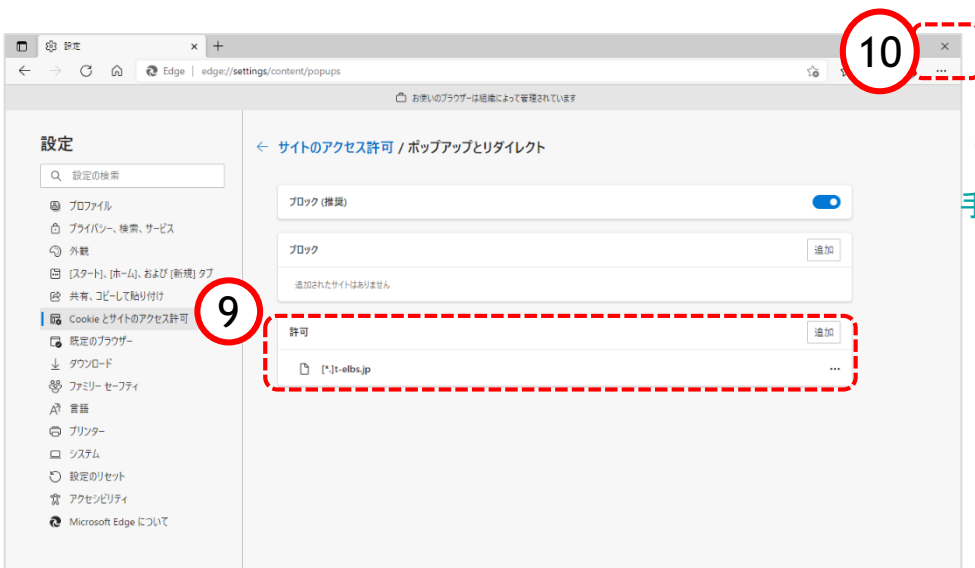 10
設定
Edge | edge://settings/content/popups
お使いのブラウザーは組織によって管理されています
設定
設定の検索
プロファイル
プライバシー、検索、サービス
外観
[スタート]、[ホーム]、および [新規] タブ
共有、コピーして貼り付け
Cookie とサイトのアクセス許可
既定のブラウザー
ダウンロード
ファミリー セーフティ
言語
プリンター
システム
設定のリセット
アクセシビリティ
Microsoft Edge について
サイトのアクセス許可 / ポップアップとリダイレクト
ブロック (推奨)
ブロック
追加
追加されたサイトはありません
9
許可
追加
[*.]t-elbs.jp
手